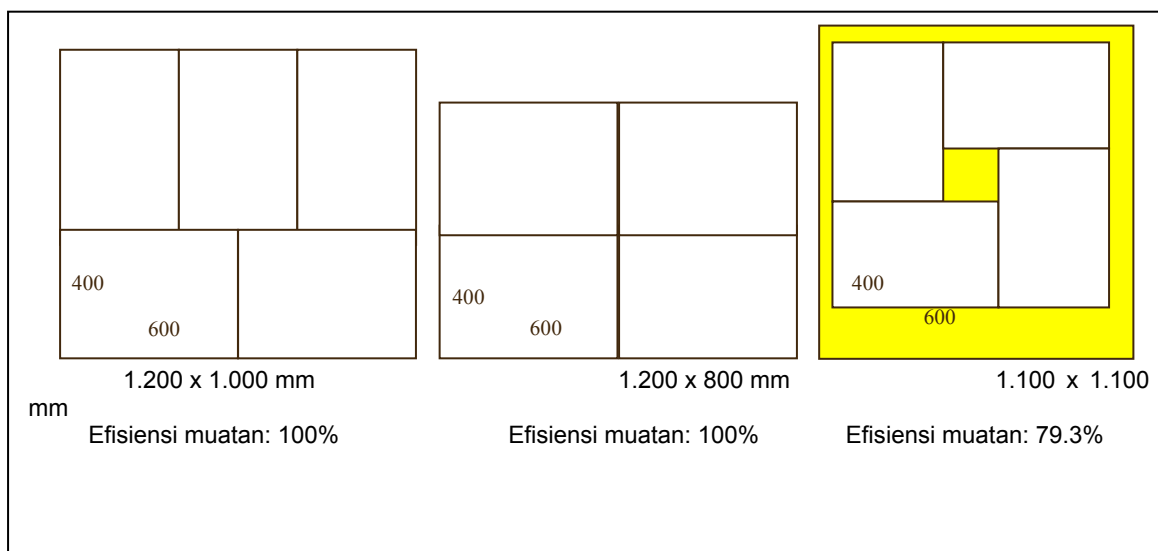 400
600
400
600
400
600
1.200 x 1.000 mm
1.200 x 800 mm
1.100 x 1.100
mm
Efisiensi muatan: 100%
Efisiensi muatan: 100%
Efisiensi muatan: 79.3%